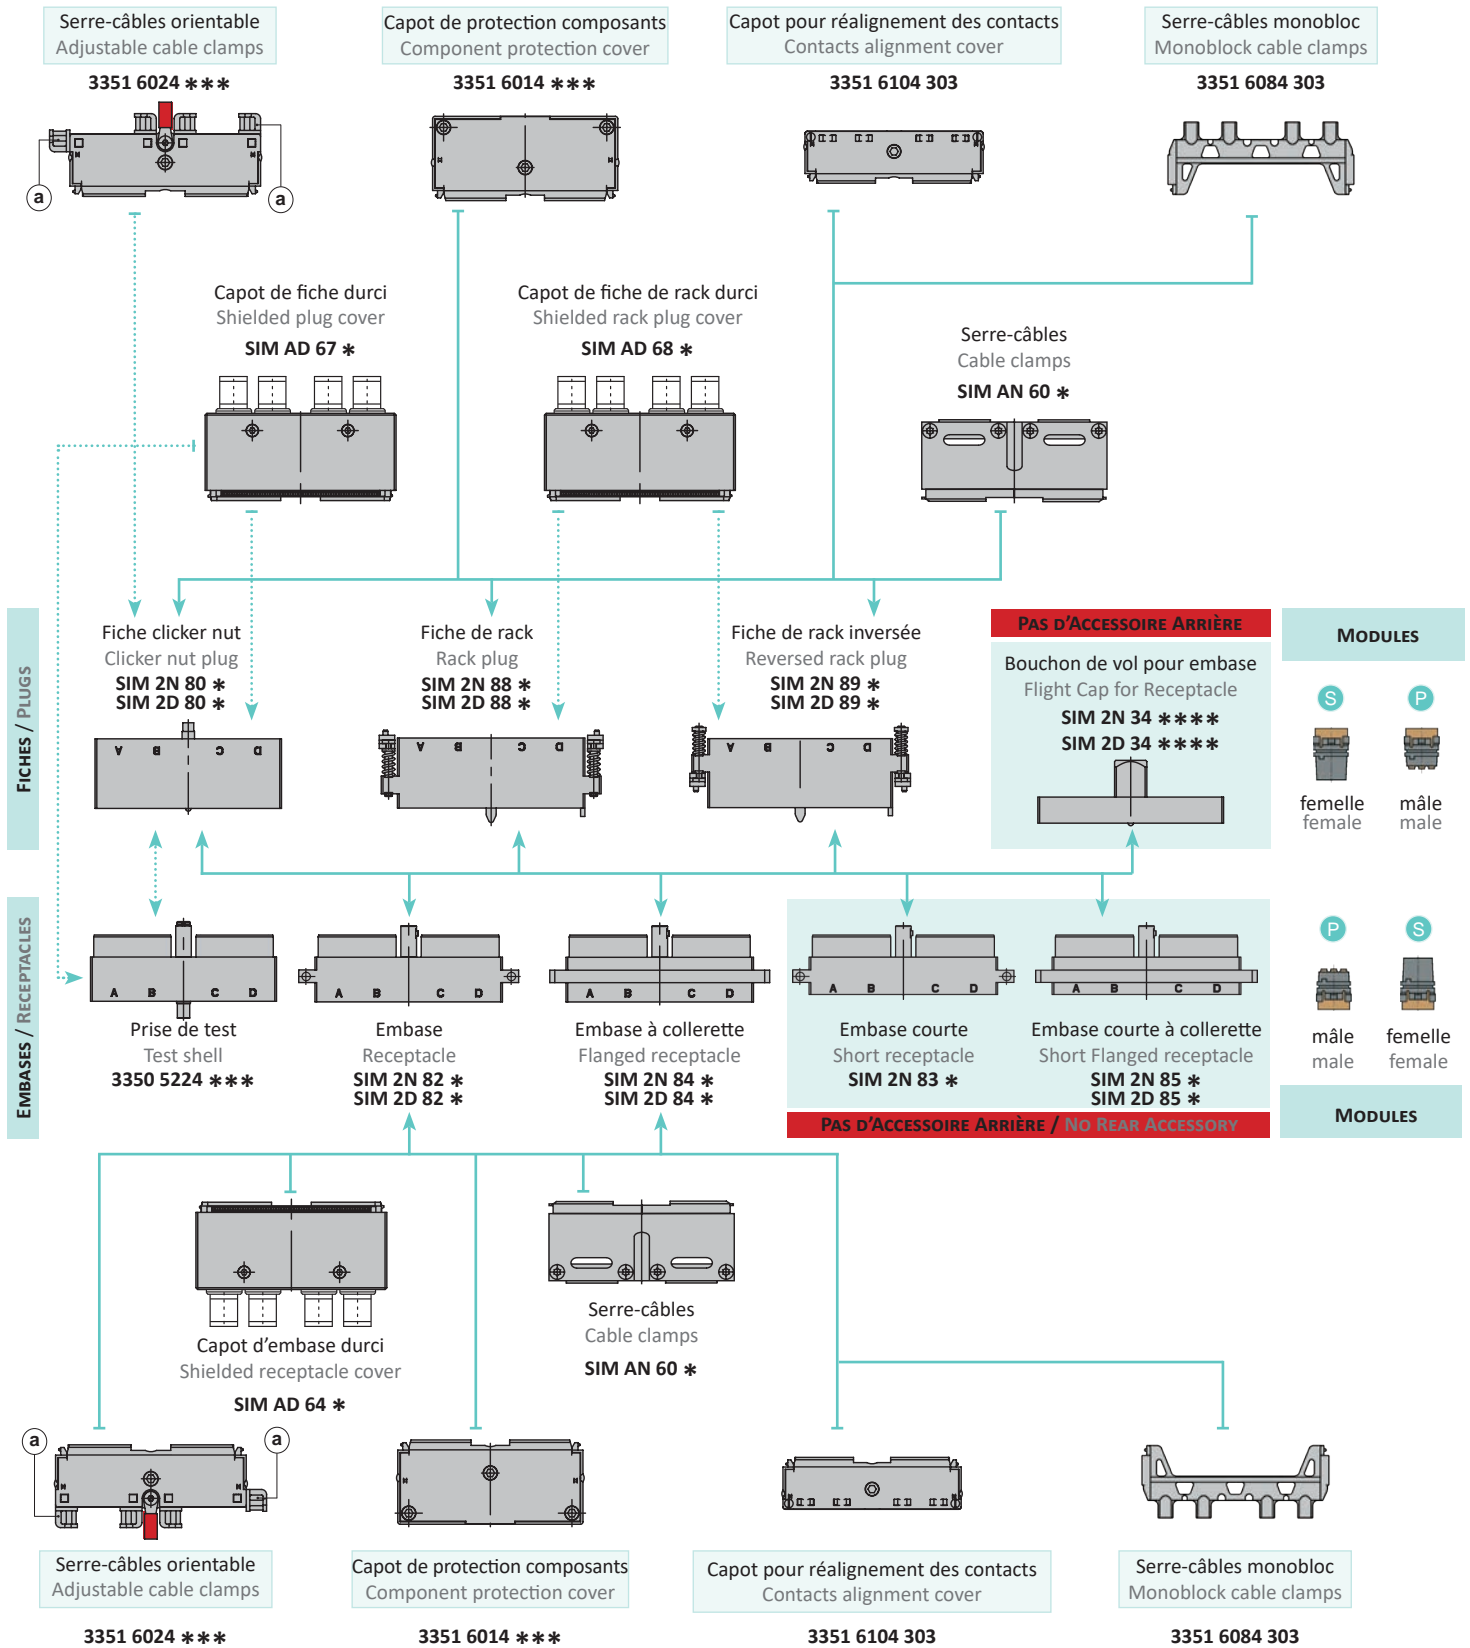 Serre-câbles orientable
Adjustable cable clamps
3351 6024 ***
Capot de protection composants
Component protection cover
3351 6014 ***
Capot pour réalignement des contacts
Contacts alignment cover
3351 6104 303
Serre-câbles monobloc
Monoblock cable clamps
3351 6084 303
a
a
Capot de fiche durci
Shielded plug cover
SIM AD 67 *
Capot de fiche de rack durci
Shielded rack plug cover
SIM AD 68 *
Serre-câbles
Cable clamps
SIM AN 60 *
FICHES / PLUGS
Fiche clicker nut
Clicker nut plug
SIM 2N 80 *
SIM 2D 80 *
A B C D
Fiche de rack
Rack plug
SIM 2N 88 *
SIM 2D 88 *
A B C D
Fiche de rack inversée
Reversed rack plug
SIM 2N 89 *
SIM 2D 89 *
A B C D
PAS D'ACCESSOIRE ARRIÈRE
Bouchon de vol pour embase
Flight Cap for Receptacle
SIM 2N 34 ****
SIM 2D 34 ****
MODULES
S
P
femelle
female
mâle
male
EMBASES / RECEPTACLES
A B C D
Prise de test
Test shell
3350 5224 ***
A B C D
Embase
Receptacle
SIM 2N 82 *
SIM 2D 82 *
A B C D
Embase à collerette
Flanged receptacle
SIM 2N 84 *
SIM 2D 84 *
A B C D
Embase courte
Short receptacle
SIM 2N 83 *
A B C D
Embase courte à collerette
Short Flanged receptacle
SIM 2N 85 *
SIM 2D 85 *
PAS D'ACCESSOIRE ARRIÈRE / NO REAR ACCESSORY
P
S
mâle
male
femelle
female
MODULES
Capot d'embase durci
Shielded receptacle cover
SIM AD 64 *
Serre-câbles
Cable clamps
SIM AN 60 *
a
a
Serre-câbles orientable
Adjustable cable clamps
3351 6024 ***
Capot de protection composants
Component protection cover
3351 6014 ***
Capot pour réalignement des contacts
Contacts alignment cover
3351 6104 303
Serre-câbles monobloc
Monoblock cable clamps
3351 6084 303